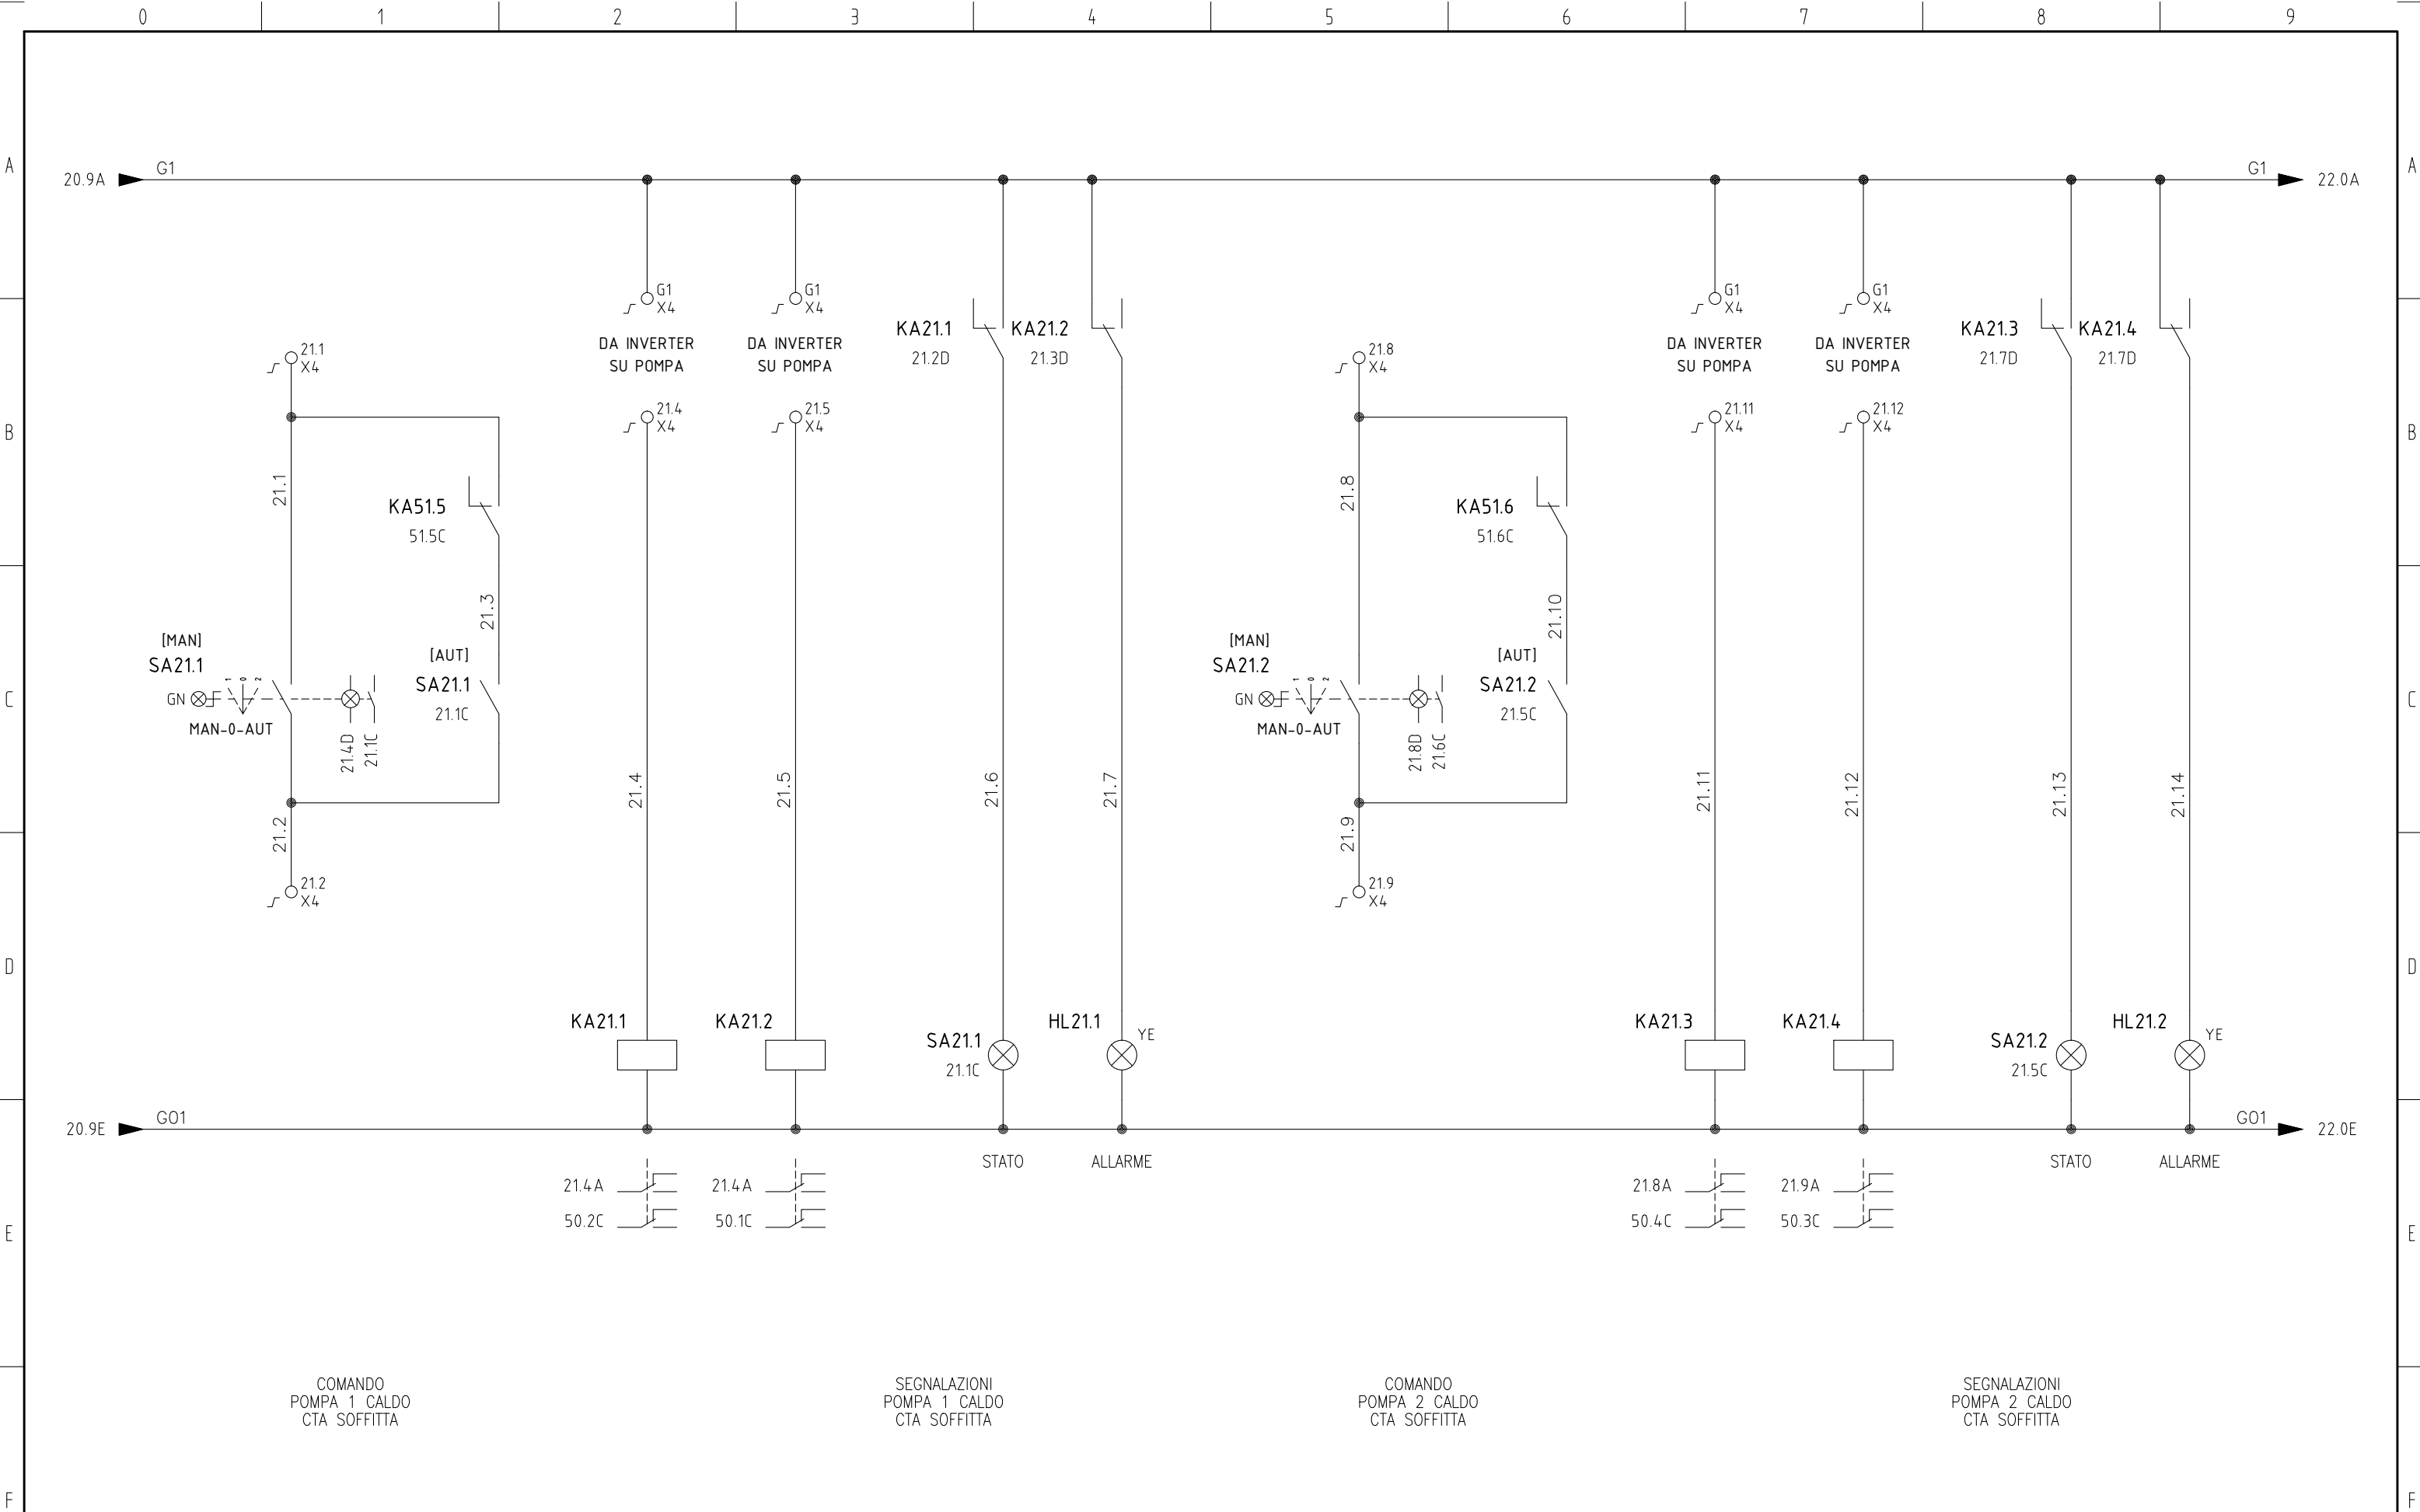 0 1 2 3 4 5 6 7 8 9
A A
20.9A G1 G1 22.0A
G1
X4
G1
X4
G1
X4
G1
X4
DA INVERTER
SU POMPA
DA INVERTER
SU POMPA
DA INVERTER
SU POMPA
DA INVERTER
SU POMPA
KA21.1
21.2D
KA21.2
21.3D
KA21.3
21.7D
KA21.4
21.7D
21.1
X4
21.8
X4
21.4
X4
21.5
X4
21.11
X4
21.12
X4
B B
21.1
KA51.5
51.5C
21.8
KA51.6
51.6C
21.3
21.10
[MAN]
SA21.1
GN
1 0 2
MAN-0-AUT
21.4D
21.1C
[AUT]
SA21.1
21.1C
[MAN]
SA21.2
GN
1 0 2
MAN-0-AUT
21.8D
21.6C
[AUT]
SA21.2
21.5C
C C
21.4
21.5
21.6
21.7
21.11
21.12
21.13
21.14
21.2
21.9
21.2
X4
21.9
X4
D D
KA21.1
KA21.2
SA21.1
21.1C
HL21.1
YE
KA21.3
KA21.4
SA21.2
21.5C
HL21.2
YE
20.9E G01 G01 22.0E
STATO ALLARME STATO ALLARME
21.4A
50.2C
21.4A
50.1C
21.8A
50.4C
21.9A
50.3C
E E
COMANDO
POMPA 1 CALDO
CTA SOFFITTA
SEGNALAZIONI
POMPA 1 CALDO
CTA SOFFITTA
COMANDO
POMPA 2 CALDO
CTA SOFFITTA
SEGNALAZIONI
POMPA 2 CALDO
CTA SOFFITTA
F F